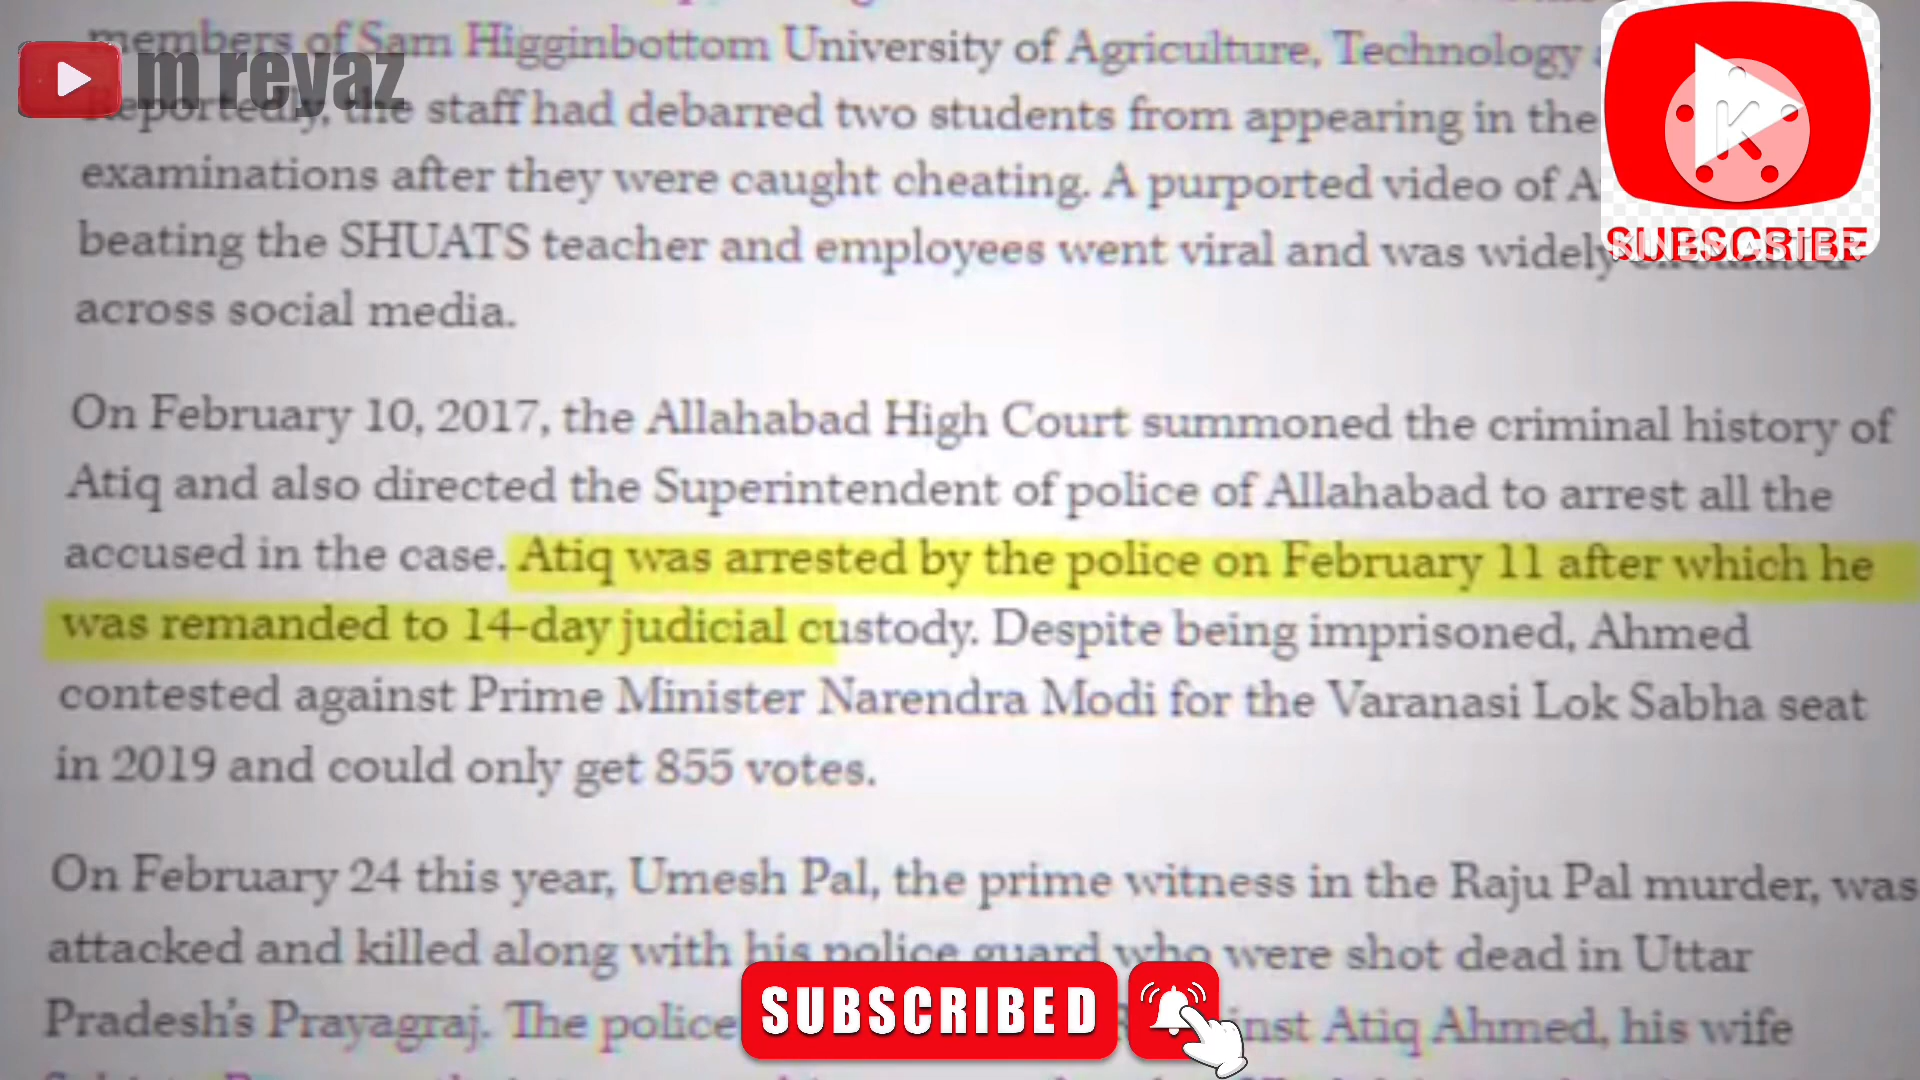 members of Sam Higginbottom University of Agriculture, Technology
m reyaz
Reportedly, the staff had debarred two students from appearing in the
examinations after they were caught cheating. A purported video of A
beating the SHUATS teacher and employees went viral and was widely circulated
SUBSCRIBE
KINEMASTER
across social media.
On February 10, 2017, the Allahabad High Court summoned the criminal history of
Atiq and also directed the Superintendent of police of Allahabad to arrest all the
accused in the case. Atiq was arrested by the police on February 11 after which he
was remanded to 14-day judicial custody. Despite being imprisoned, Ahmed
contested against Prime Minister Narendra Modi for the Varanasi Lok Sabha seat
in 2019 and could only get 855 votes.
On February 24 this year, Umesh Pal, the prime witness in the Raju Pal murder, was
attacked and killed along with his police guard who were shot dead in Uttar
Pradesh's Prayagraj. The police
inst Atiq Ahmed, his wife
SUBSCRIBED